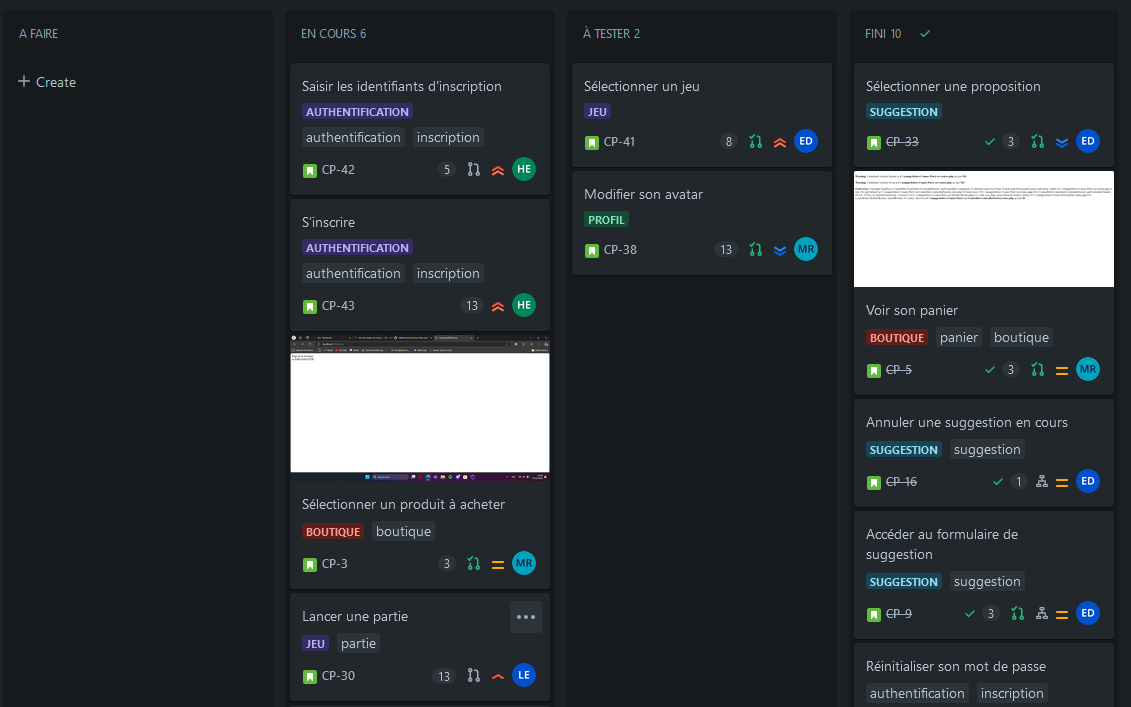 A FAIRE
Create
EN COURS 6
Saisir les identifiants d'inscription
AUTHENTIFICATION
authentification inscription
CP-42 5 HE
S'inscrire
AUTHENTIFICATION
authentification inscription
CP-43 13 HE
Sélectionner un produit à acheter
BOUTIQUE boutique
CP-3 3 MR
Lancer une partie
JEU partie
CP-30 13 LE
À TESTER 2
Sélectionner un jeu
JEU
CP-41 8 ED
Modifier son avatar
PROFIL
CP-38 13 MR
FINI 10
Sélectionner une proposition
SUGGESTION
CP-33 3 ED
Voir son panier
BOUTIQUE panier boutique
CP-5 3 MR
Annuler une suggestion en cours
SUGGESTION suggestion
CP-16 1 ED
Accéder au formulaire de
suggestion
SUGGESTION suggestion
CP-9 3 ED
Réinitialiser son mot de passe
authentification inscription